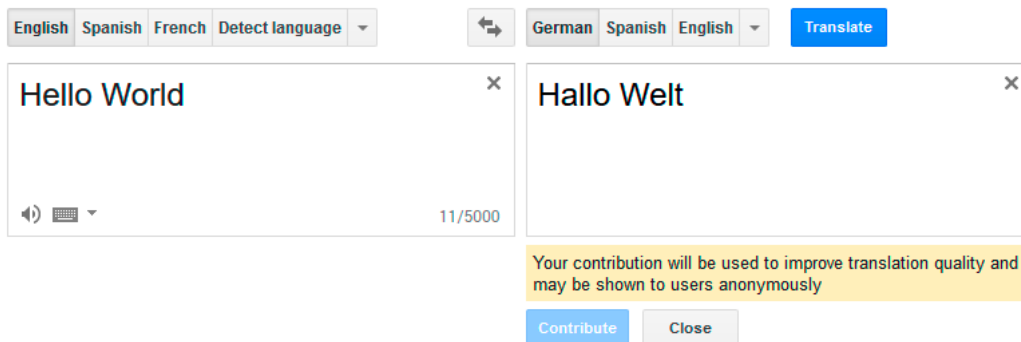 English Spanish French Detect language
German Spanish English
Translate
Hello World
11/5000
Hallo Welt
Your contribution will be used to improve translation quality and
may be shown to users anonymously
Contribute Close